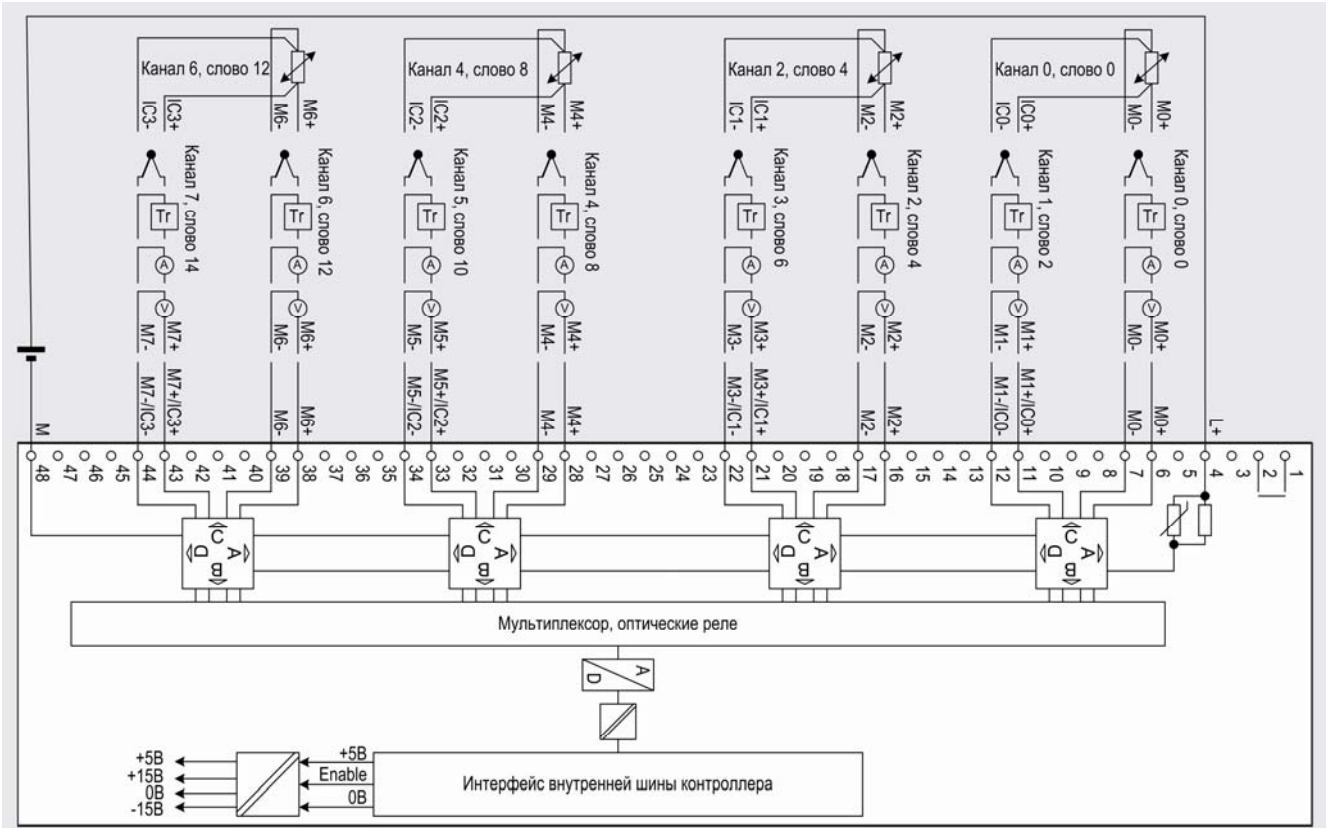 Канал 6, слово 12
Канал 4, слово 8
Канал 2, слово 4
Канал 0, слово 0
IC3-
IC3+
M6-
M6+
IC2-
IC2+
M4-
M4+
IC1-
IC1+
M2-
M2+
IC0-
IC0+
M0-
M0+
Канал 7, слово 14
Канал 6, слово 12
Канал 5, слово 10
Канал 4, слово 8
Канал 3, слово 6
Канал 2, слово 4
Канал 1, слово 2
Канал 0, слово 0
Tr
Tr
Tr
Tr
Tr
Tr
Tr
Tr
A
A
A
A
A
A
A
A
V
V
V
V
V
V
V
V
M7-
M7+
M6-
M6+
M5-
M5+
M4-
M4+
M3-
M3+
M2-
M2+
M1-
M1+
M0-
M0+
M
M7-/IC3-
M7+/IC3+
M6-
M6+
M5-/IC2-
M5+/IC2+
M4-
M4+
M3-/IC1-
M3+/IC1+
M2-
M2+
M1-/IC0-
M1+/IC0+
M0-
M0+
L+
48 47 46 45 44 43 42 41 40 39 38 37 36 35 34 33 32 31 30 29 28 27 26 25 24 23 22 21 20 19 18 17 16 15 14 13 12 11 10 9 8 7 6 5 4 3 2 1
C
D A
B
C
D A
B
C
D A
B
C
D A
B
Мультиплексор, оптические реле
A
D
+5В
+15В
0В
-15В
+5В
Enable
0В
Интерфейс внутренней шины контроллера